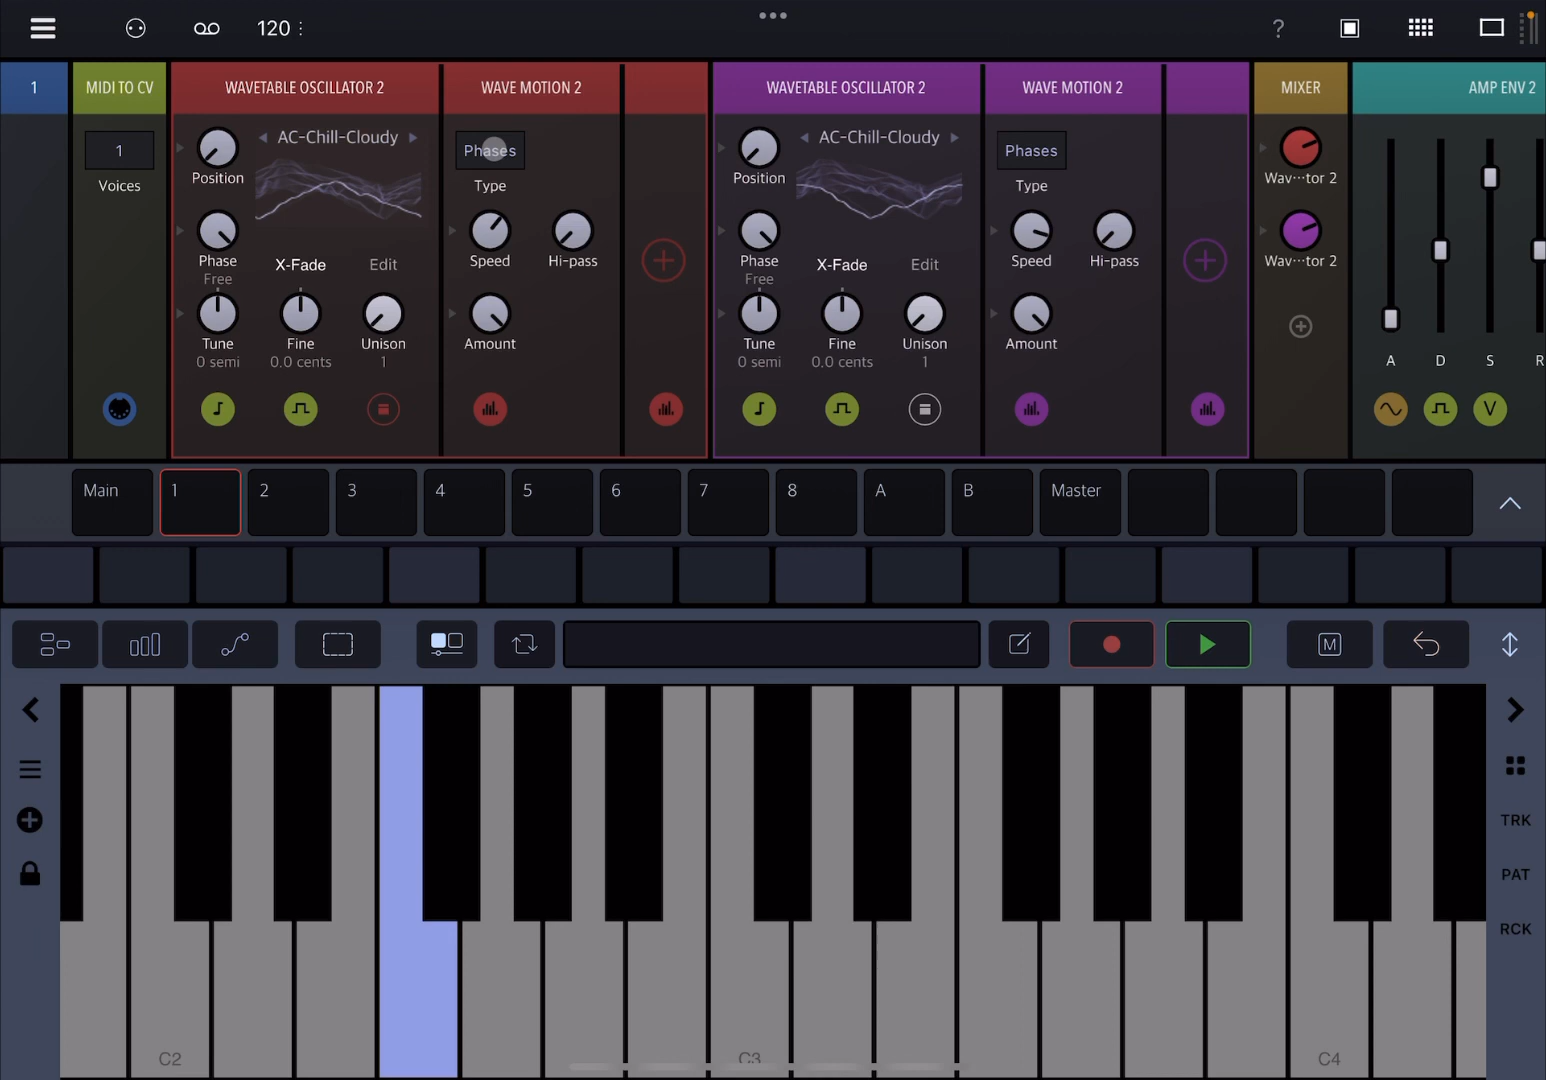 120
?
1
MIDI TO CV
WAVETABLE OSCILLATOR 2
WAVE MOTION 2
WAVETABLE OSCILLATOR 2
WAVE MOTION 2
MIXER
AMP ENV 2
1
Voices
Position
AC-Chill-Cloudy
Phases
Type
Position
AC-Chill-Cloudy
Phases
Type
Wav···tor 2
Phase
Free
X-Fade
Edit
Speed
Hi-pass
Phase
Free
X-Fade
Edit
Speed
Hi-pass
Wav···tor 2
Tune
0 semi
Fine
0.0 cents
Unison
1
Amount
Tune
0 semi
Fine
0.0 cents
Unison
1
Amount
A
D
S
R
V
Main
1
2
3
4
5
6
7
8
A
B
Master
M
TRK
PAT
RCK
C2
C3
C4